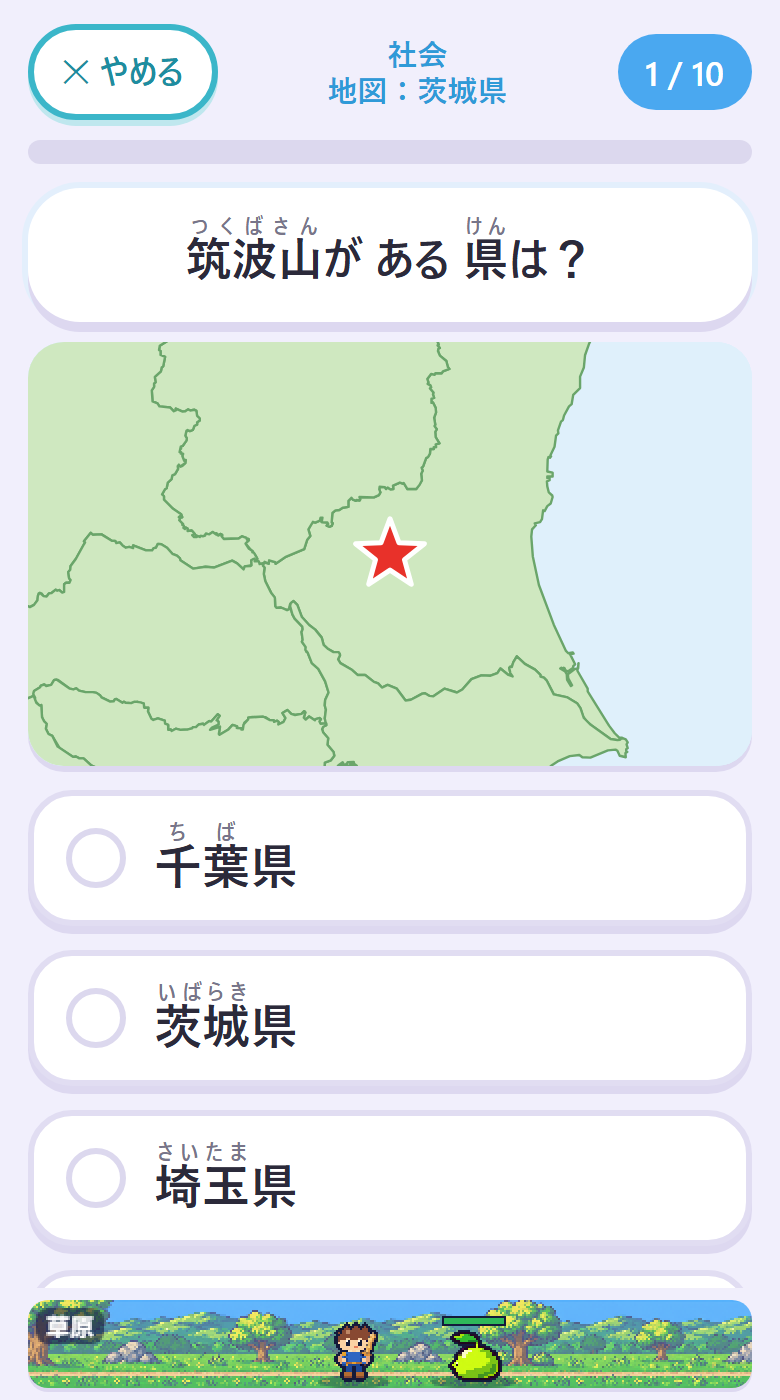 × やめる
社会
地図：茨城県
1 / 10
つくばさん けん
筑波山が ある 県は？
ちば
千葉県
いばらき
茨城県
さいたま
埼玉県
草原